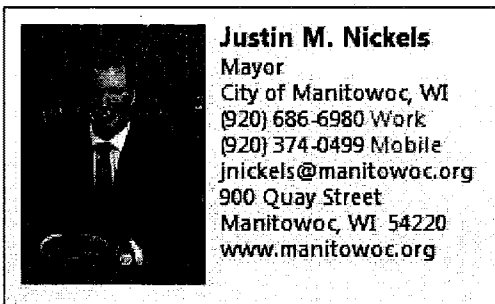 Justin M. Nickels
Mayor
City of Manitowoc, WI
(920) 686-6980 Work
(920) 374-0499 Mobile
jnickels@manitowoc.org
900 Quay Street
Manitowoc, WI 54220
www.manitowoc.org